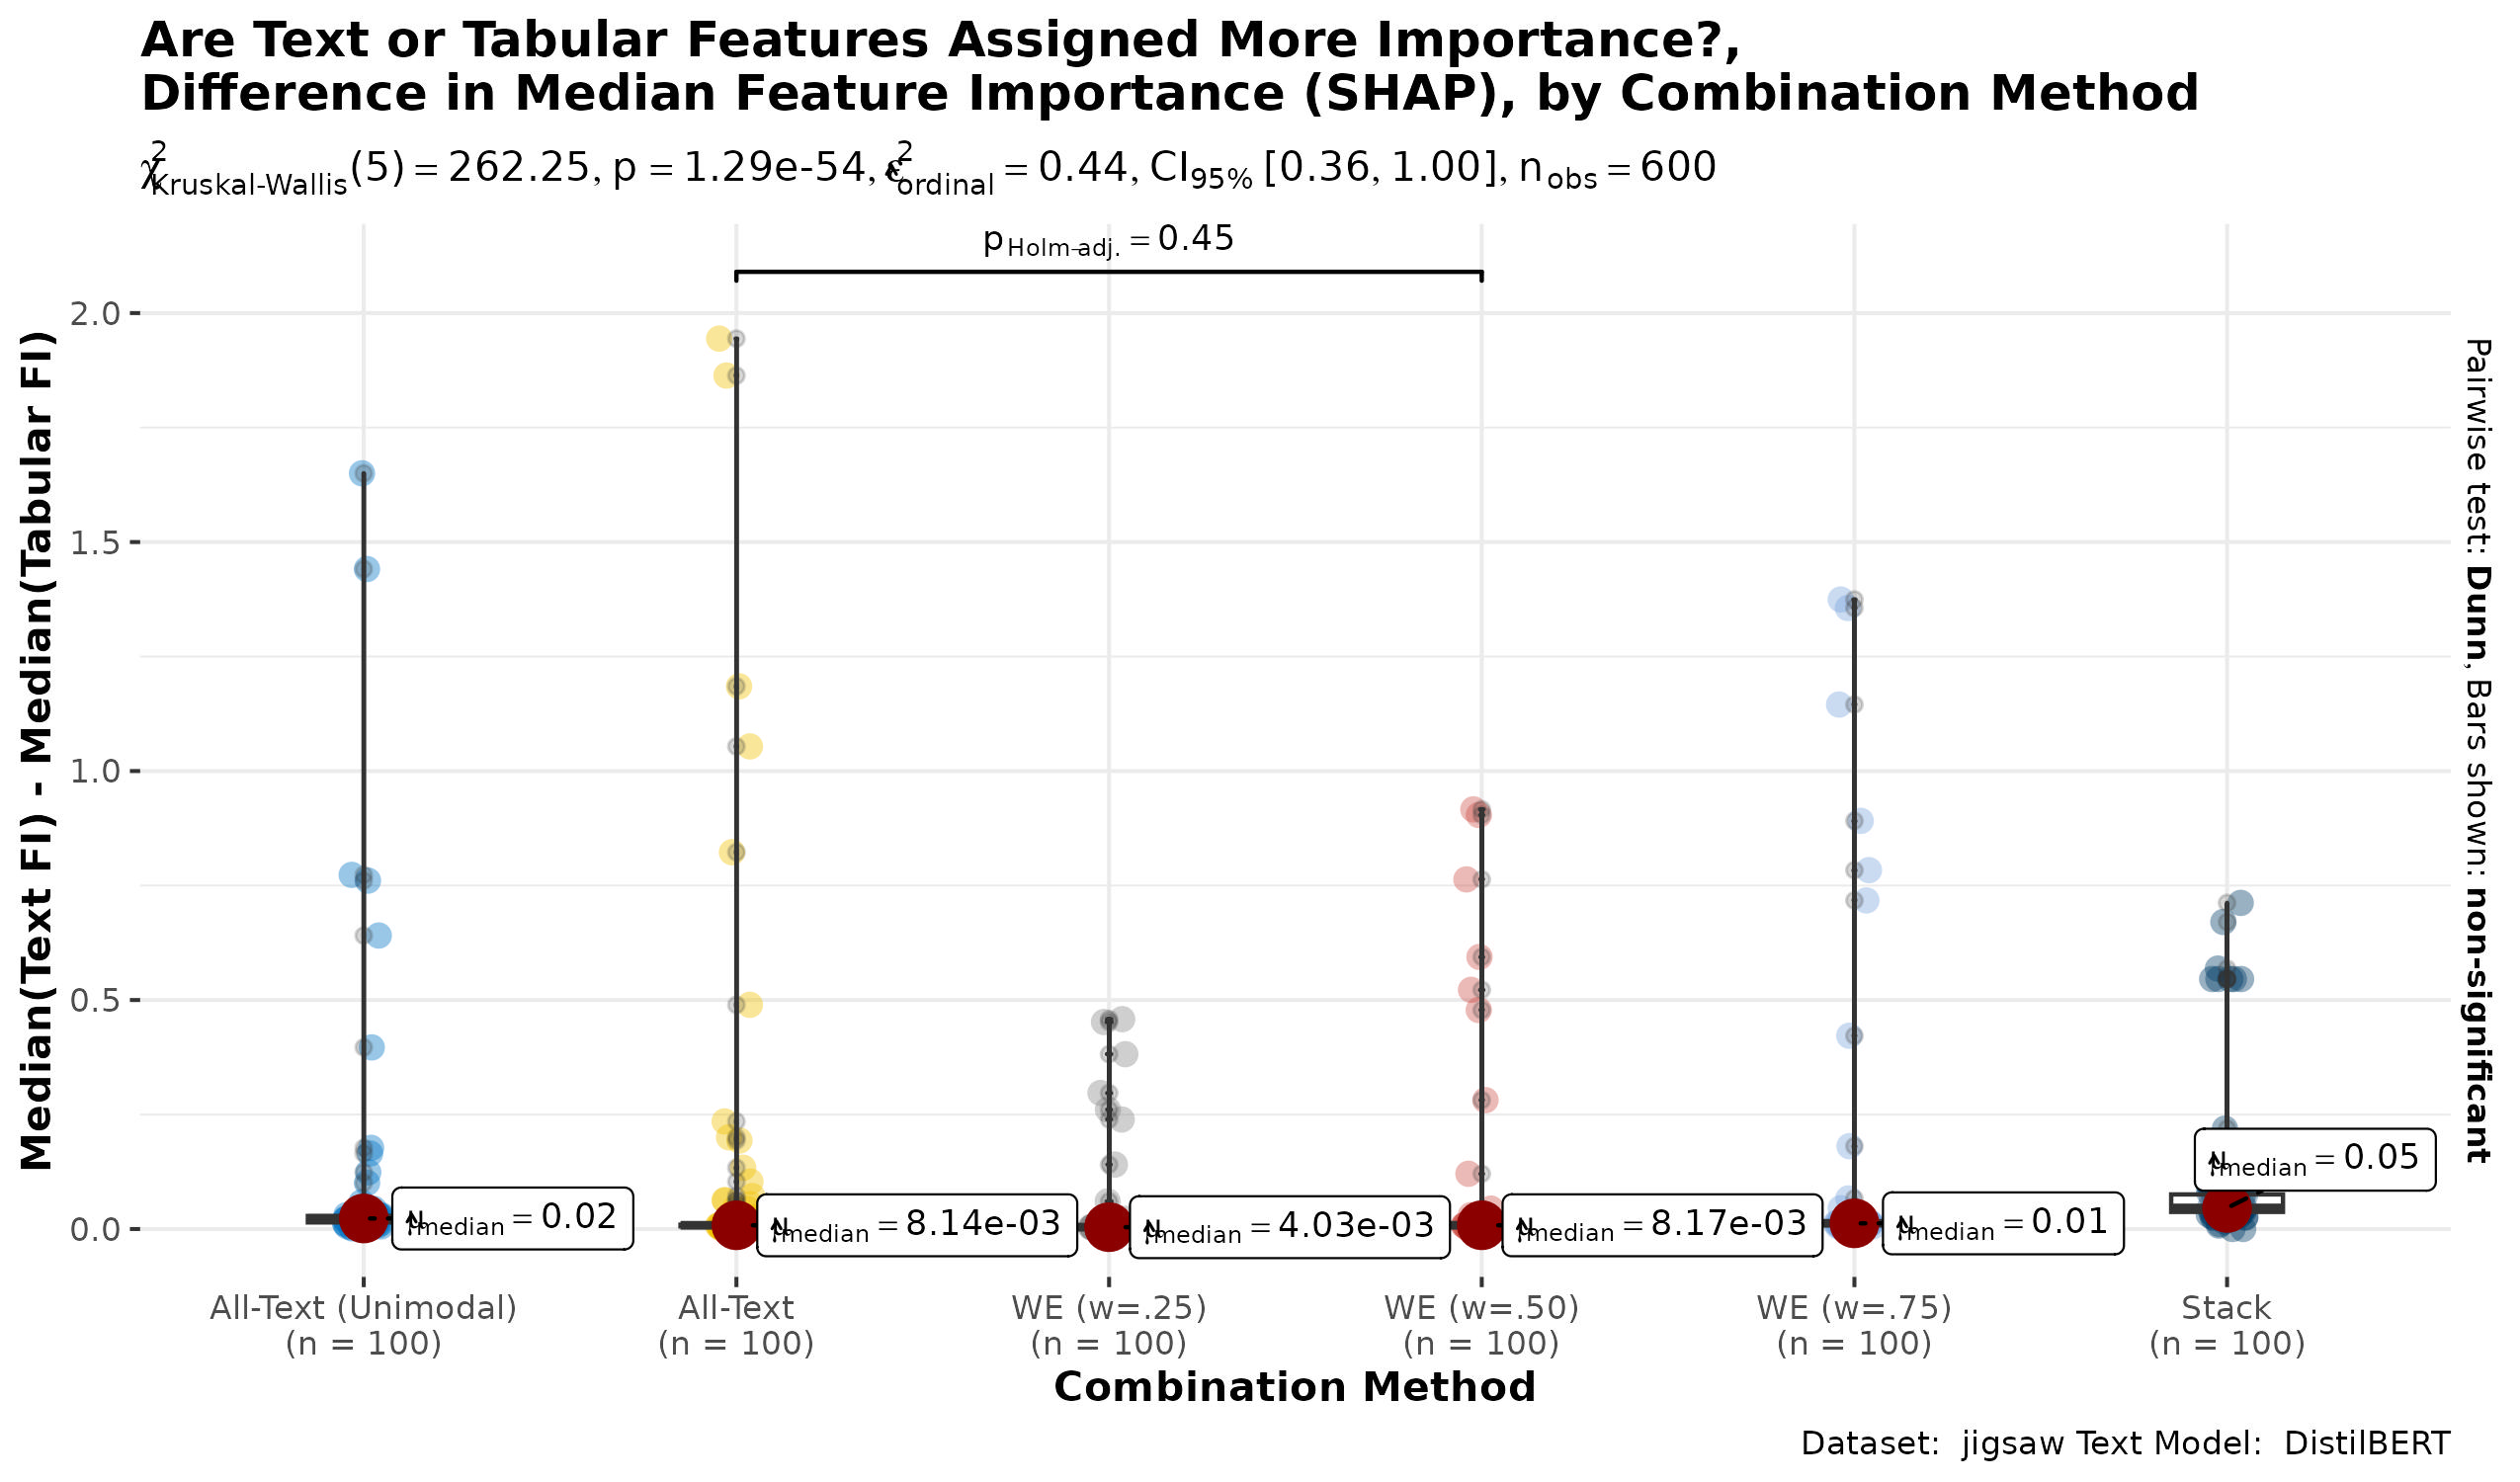 Are Text or Tabular Features Assigned More Importance?,
Difference in Median Feature Importance (SHAP), by Combination Method
χ²Kruskal-Wallis(5) = 262.25, p = 1.29e-54, ε²ordinal = 0.44, CI95% [0.36, 1.00], nobs = 600
pHolm-adj. = 0.45
Median(Text FI) - Median(Tabular FI)
2.0
1.5
1.0
0.5
0.0
μ̂median = 0.02
μ̂median = 8.14e-03
μ̂median = 4.03e-03
μ̂median = 8.17e-03
μ̂median = 0.01
μ̂median = 0.05
Pairwise test: Dunn, Bars shown: non-significant
All-Text (Unimodal)
(n = 100)
All-Text
(n = 100)
WE (w=.25)
(n = 100)
WE (w=.50)
(n = 100)
WE (w=.75)
(n = 100)
Stack
(n = 100)
Combination Method
Dataset: jigsaw Text Model: DistilBERT